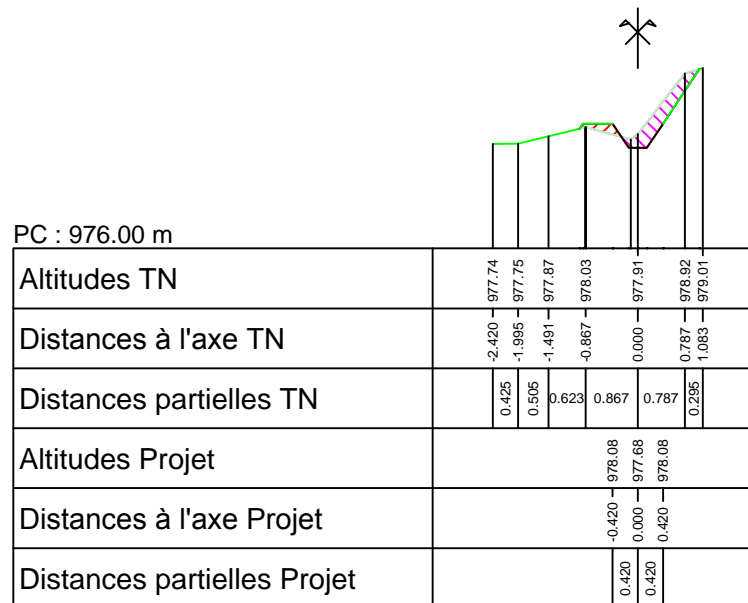 PC : 976.00 m
Altitudes TN
977.74 977.75 977.87 978.03 977.91 978.92 979.01
Distances à l'axe TN
-2.420 -1.995 -1.491 -0.867 0.000 0.787 1.083
Distances partielles TN
0.425 0.505 0.623 0.867 0.787 0.295
Altitudes Projet
978.08 977.68 978.08
Distances à l'axe Projet
-0.420 0.000 0.420
Distances partielles Projet
0.420 0.420